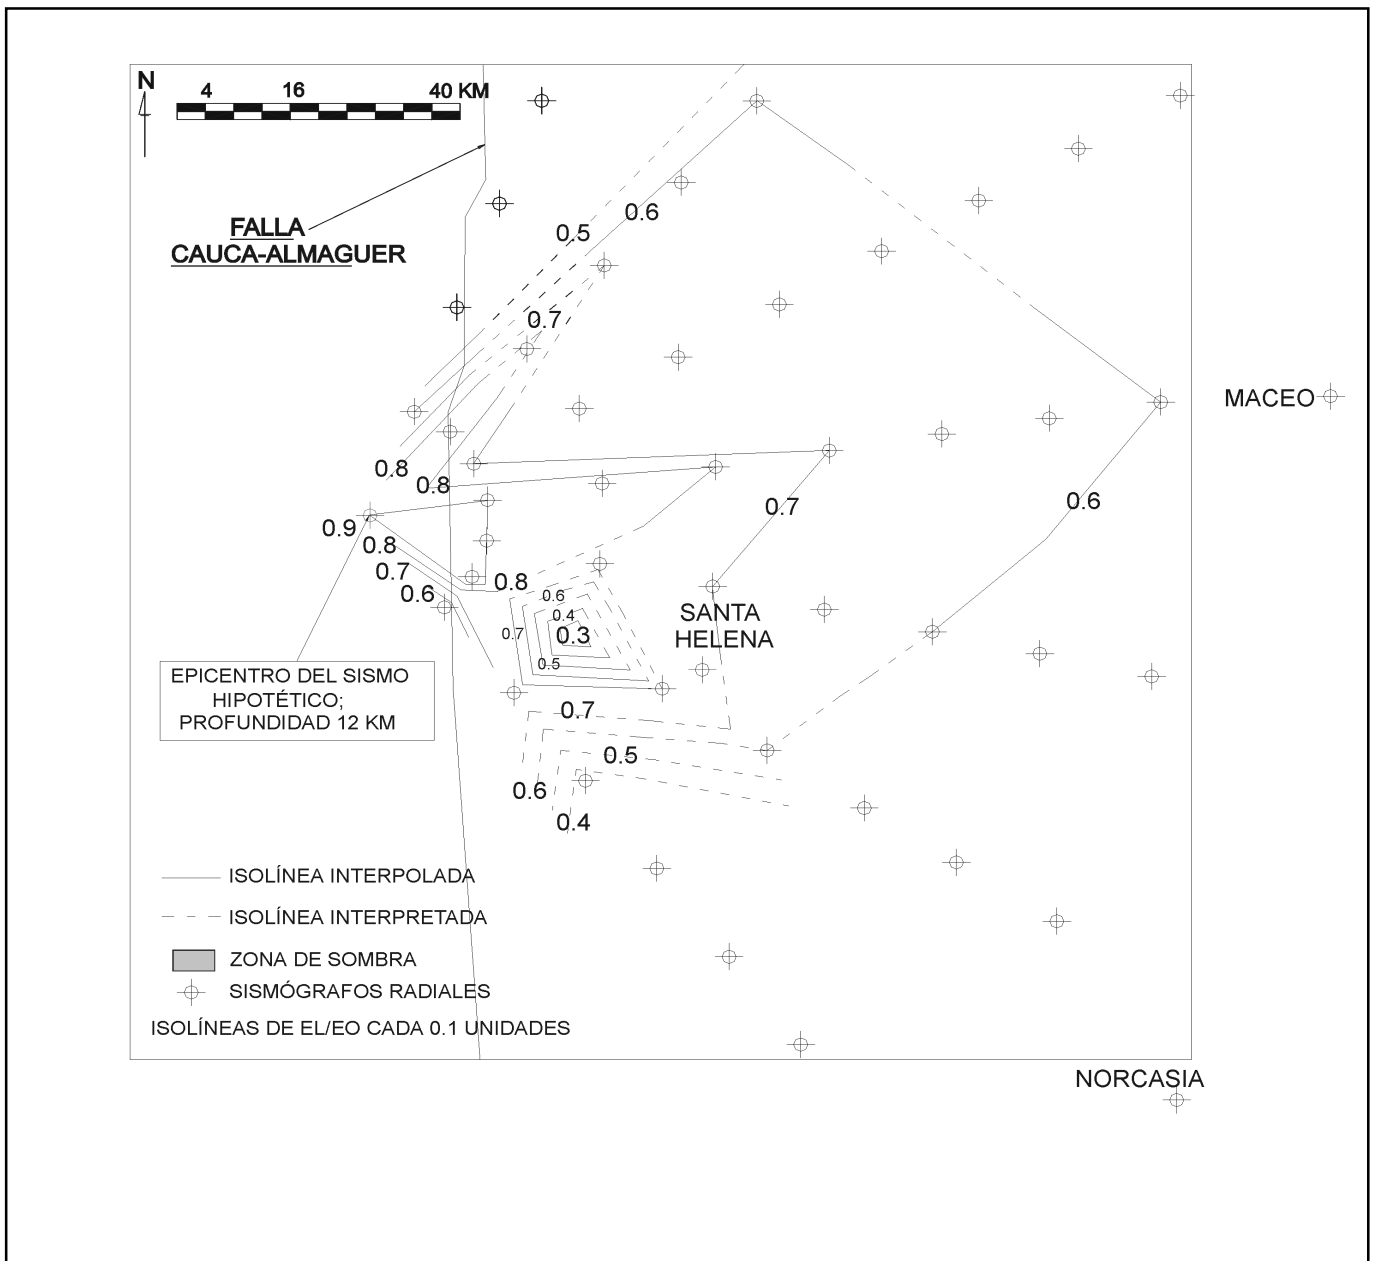 N
4 16 40 KM
FALLA
CAUCA-ALMAGUER
0.6
0.5
0.7
MACEO
0.8
0.8
0.7
0.6
0.9
0.8
0.7
0.8
0.6
0.6
0.4
0.7
0.3
0.5
SANTA
HELENA
EPICENTRO DEL SISMO
HIPOTÉTICO;
PROFUNDIDAD 12 KM
0.7
0.5
0.6
0.4
ISOLÍNEA INTERPOLADA
ISOLÍNEA INTERPRETADA
ZONA DE SOMBRA
SISMÓGRAFOS RADIALES
ISOLÍNEAS DE EL/EO CADA 0.1 UNIDADES
NORCASIA